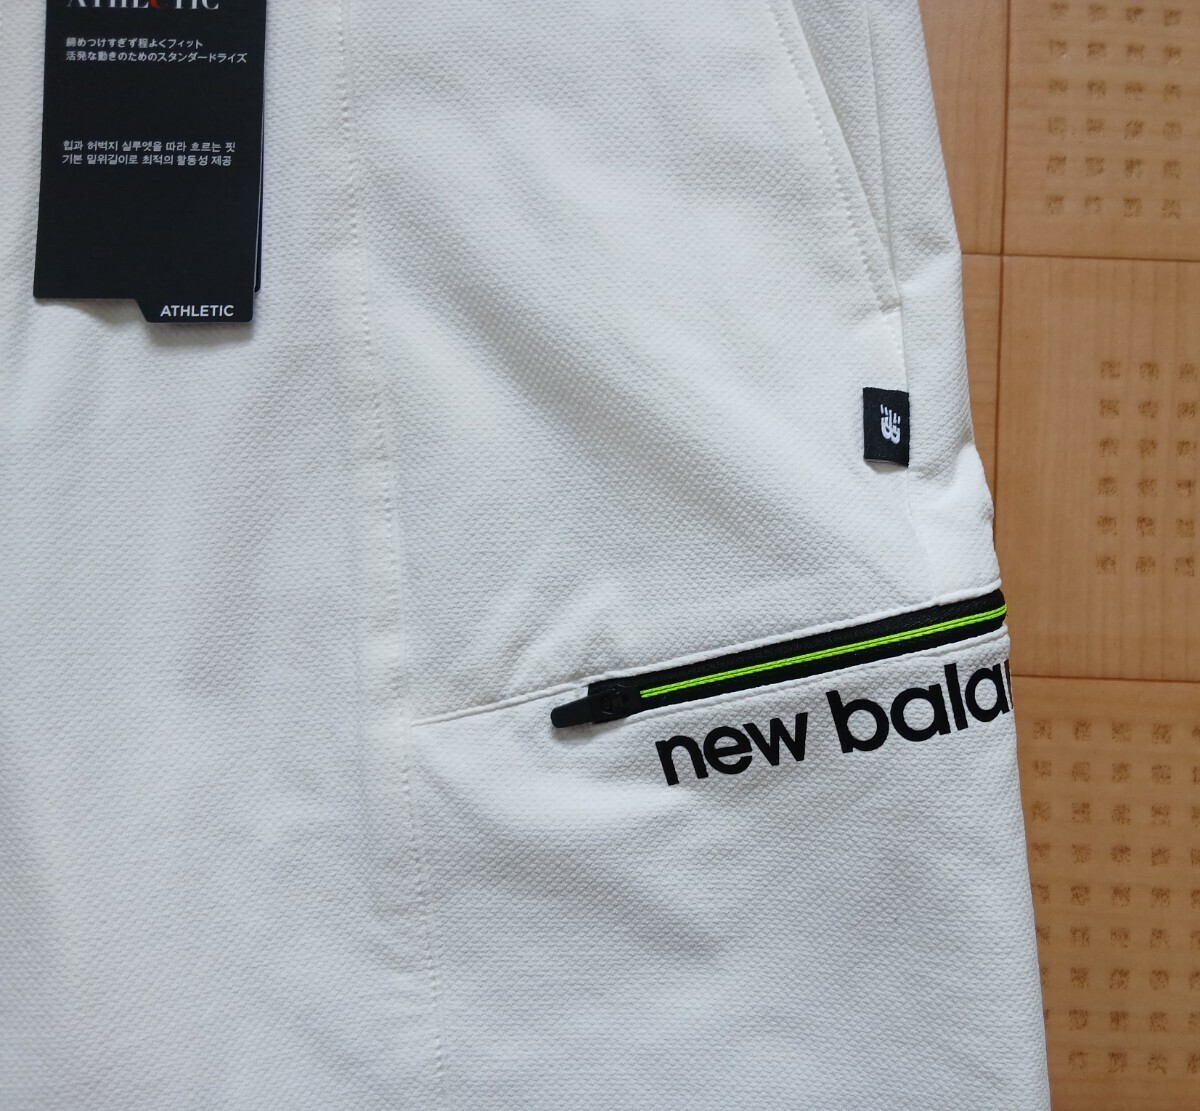 ATHLETIC
締めつけすぎず程よくフィット
活発な動きのためのスタンダードライズ
힙과 허벅지 실루엣을 따라 흐르는 핏
기본 밑위길이로 최적의 활동성 제공
ATHLETIC
NB
new balan